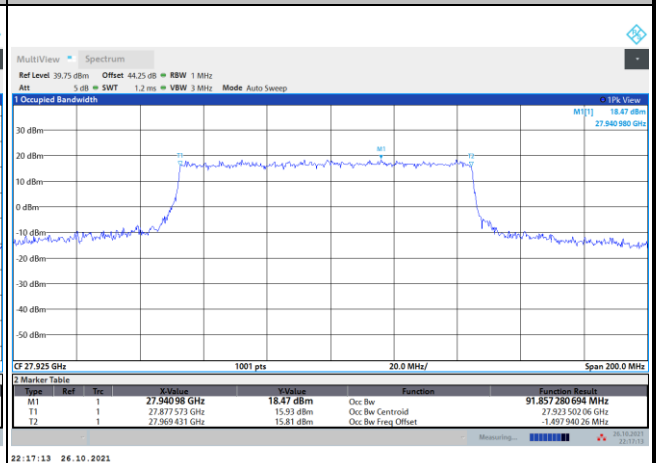 MultiView Spectrum
Ref Level 39.75 dBm Offset 44.25 dB RBW 1 MHz
Att 5 dB SWT 1.2 ms VBW 3 MHz Mode Auto Sweep
1 Occupied Bandwidth 1Pk View
M1[1] 18.47 dBm
27.940 980 GHz
30 dBm
M1
T1 T2
20 dBm
10 dBm
0 dBm
-10 dBm
-20 dBm
-30 dBm
-40 dBm
-50 dBm
CF 27.925 GHz 1001 pts 20.0 MHz/ Span 200.0 MHz
2 Marker Table
Type Ref Trc X-Value Y-Value Function Function Result
M1 1 27.940 98 GHz 18.47 dBm Occ Bw 91.857 280 694 MHz
T1 1 27.877 573 GHz 15.93 dBm Occ Bw Centroid 27.923 502 06 GHz
T2 1 27.969 431 GHz 15.81 dBm Occ Bw Freq Offset -1.497 940 26 MHz
Measuring... 26.10.2021
22:17:13
22:17:13 26.10.2021